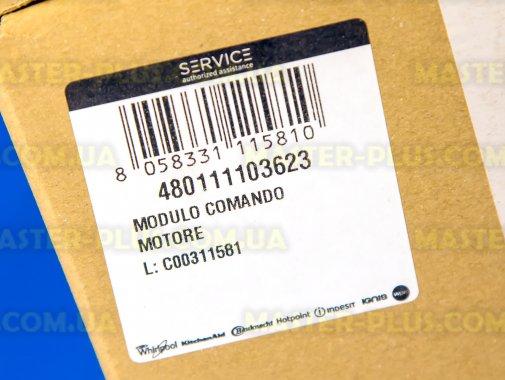 SERVICE
authorized assistance
8 058331 115810
480111103623
MODULO COMANDO
MOTORE
L: C00311581
Whirlpool KitchenAid Bauknecht Hotpoint INDESIT IGNIS
MASTER-PLUS.COM.UA